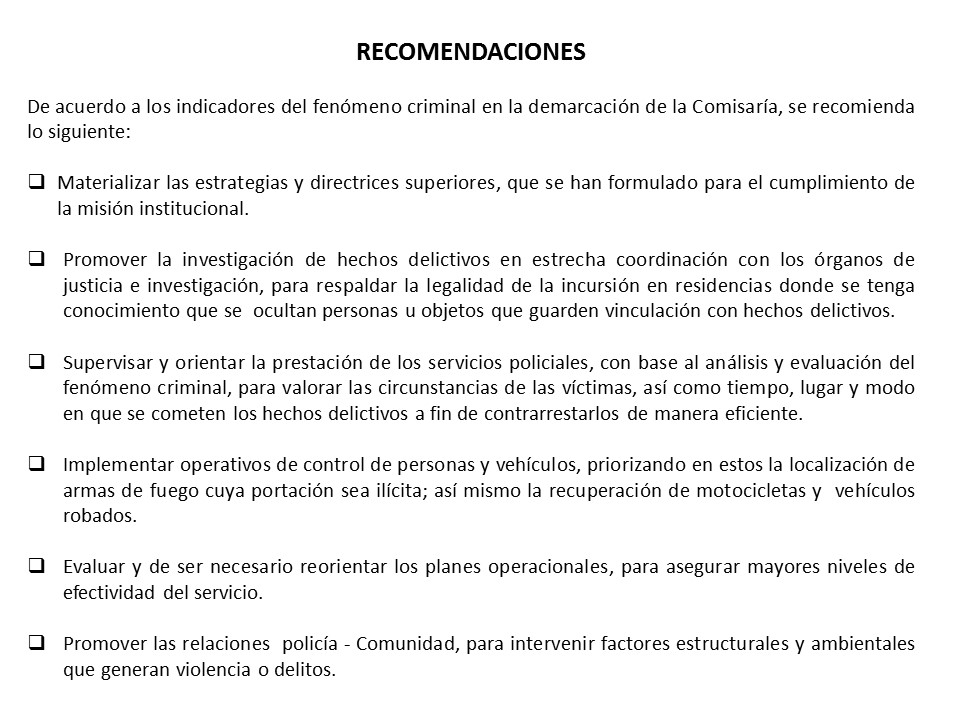 RECOMENDACIONES
De acuerdo a los indicadores del fenómeno criminal en la demarcación de la Comisaría, se recomienda
lo siguiente:
❑ Materializar las estrategias y directrices superiores, que se han formulado para el cumplimiento de
la misión institucional.
❑ Promover la investigación de hechos delictivos en estrecha coordinación con los órganos de
justicia e investigación, para respaldar la legalidad de la incursión en residencias donde se tenga
conocimiento que se ocultan personas u objetos que guarden vinculación con hechos delictivos.
❑ Supervisar y orientar la prestación de los servicios policiales, con base al análisis y evaluación del
fenómeno criminal, para valorar las circunstancias de las víctimas, así como tiempo, lugar y modo
en que se cometen los hechos delictivos a fin de contrarrestarlos de manera eficiente.
❑ Implementar operativos de control de personas y vehículos, priorizando en estos la localización de
armas de fuego cuya portación sea ilícita; así mismo la recuperación de motocicletas y vehículos
robados.
❑ Evaluar y de ser necesario reorientar los planes operacionales, para asegurar mayores niveles de
efectividad del servicio.
❑ Promover las relaciones policía - Comunidad, para intervenir factores estructurales y ambientales
que generan violencia o delitos.